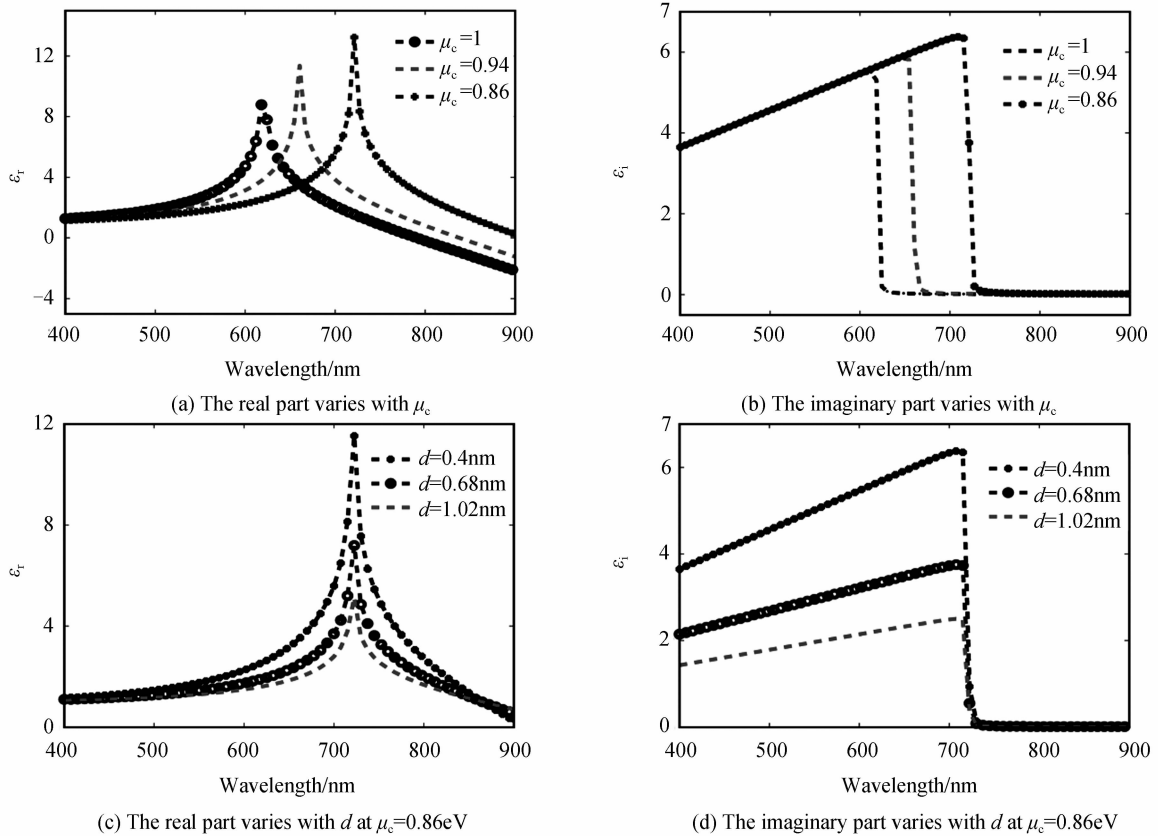 12
8
4
0
−4
εr
μc=1
μc=0.94
μc=0.86
400
500
600
700
800
900
Wavelength/nm
(a) The real part varies with μc
7
6
4
2
0
εi
μc=1
μc=0.94
μc=0.86
400
500
600
700
800
900
Wavelength/nm
(b) The imaginary part varies with μc
12
8
4
0
εr
d=0.4nm
d=0.68nm
d=1.02nm
400
500
600
700
800
900
Wavelength/nm
(c) The real part varies with d at μc=0.86eV
7
6
4
2
0
εi
d=0.4nm
d=0.68nm
d=1.02nm
400
500
600
700
800
900
Wavelength/nm
(d) The imaginary part varies with d at μc=0.86eV